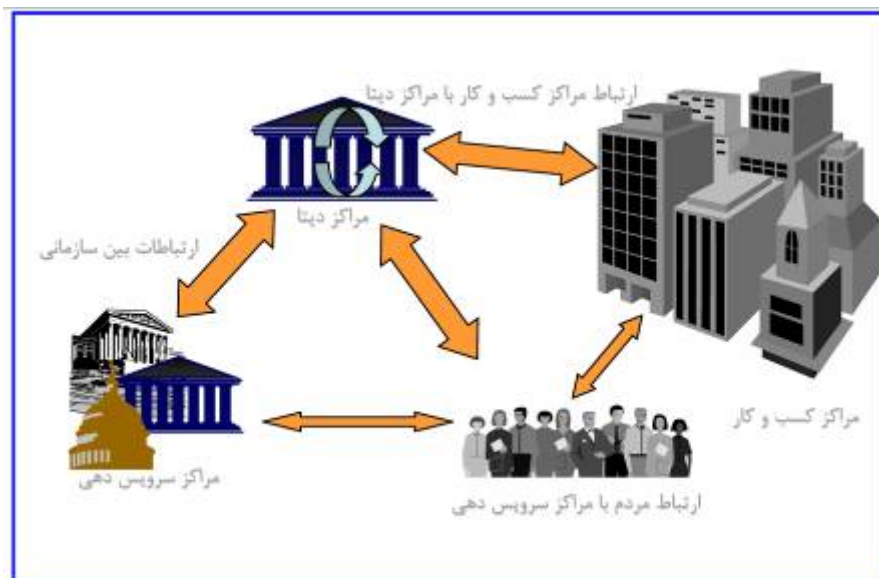 ارتباط مراکز کسب و کار با مراکز دیتا
مراکز دیتا
ارتباطات بین سازمانی
مراکز کسب و کار
مراکز سرویس دهی
ارتباط مردم با مراکز سرویس دهی